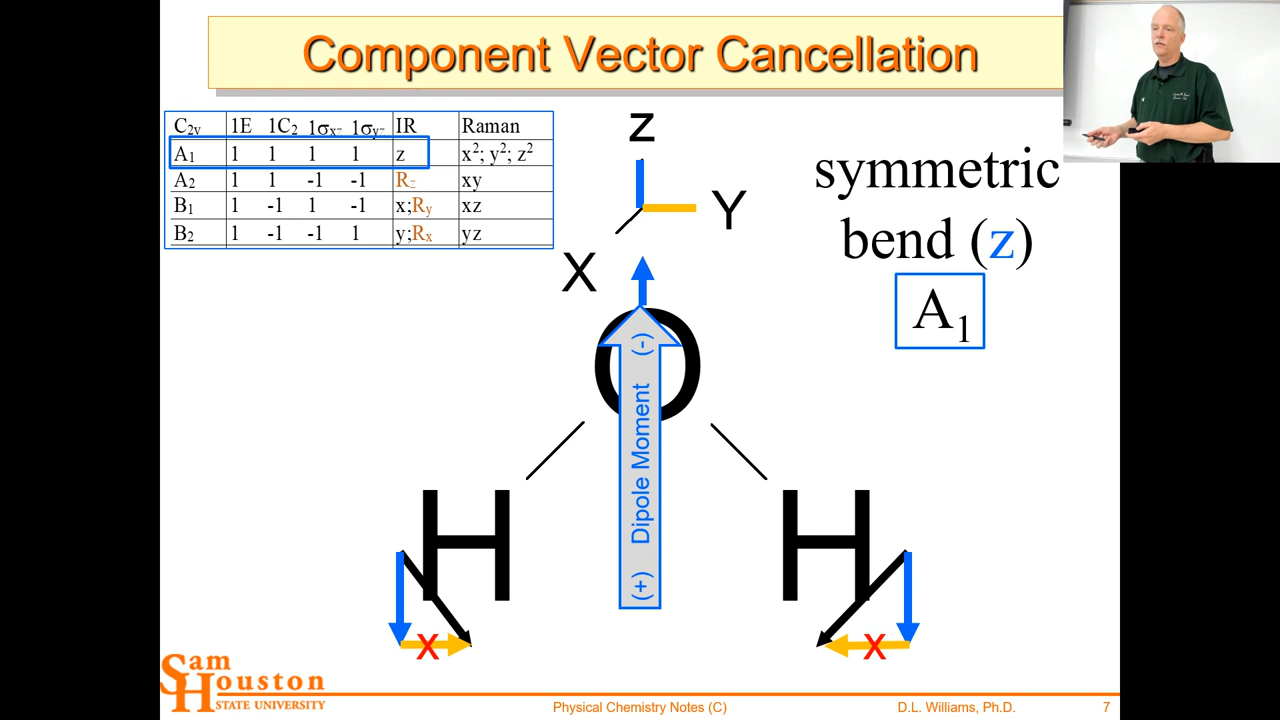 Component Vector Cancellation
C₂ᵥ 1E 1C₂ 1σxz 1σyz IR Raman
A₁ 1 1 1 1 z x²; y²; z²
A₂ 1 1 -1 -1 Rz xy
B₁ 1 -1 1 -1 x;Ry xz
B₂ 1 -1 -1 1 y;Rx yz
Z
Y
X
symmetric
bend (z)
A₁
O
(+) Dipole Moment (-)
H H
X X
Sam
Houston
STATE UNIVERSITY
Physical Chemistry Notes (C) D.L. Williams, Ph.D. 7